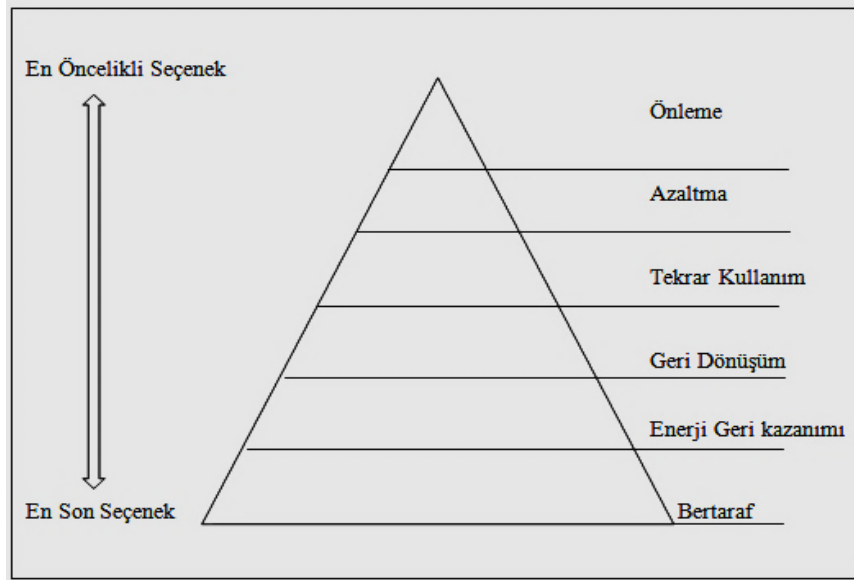 En Öncelikli Seçenek
Önleme
Azaltma
Tekrar Kullanım
Geri Dönüşüm
Enerji Geri kazanımı
En Son Seçenek
Bertaraf